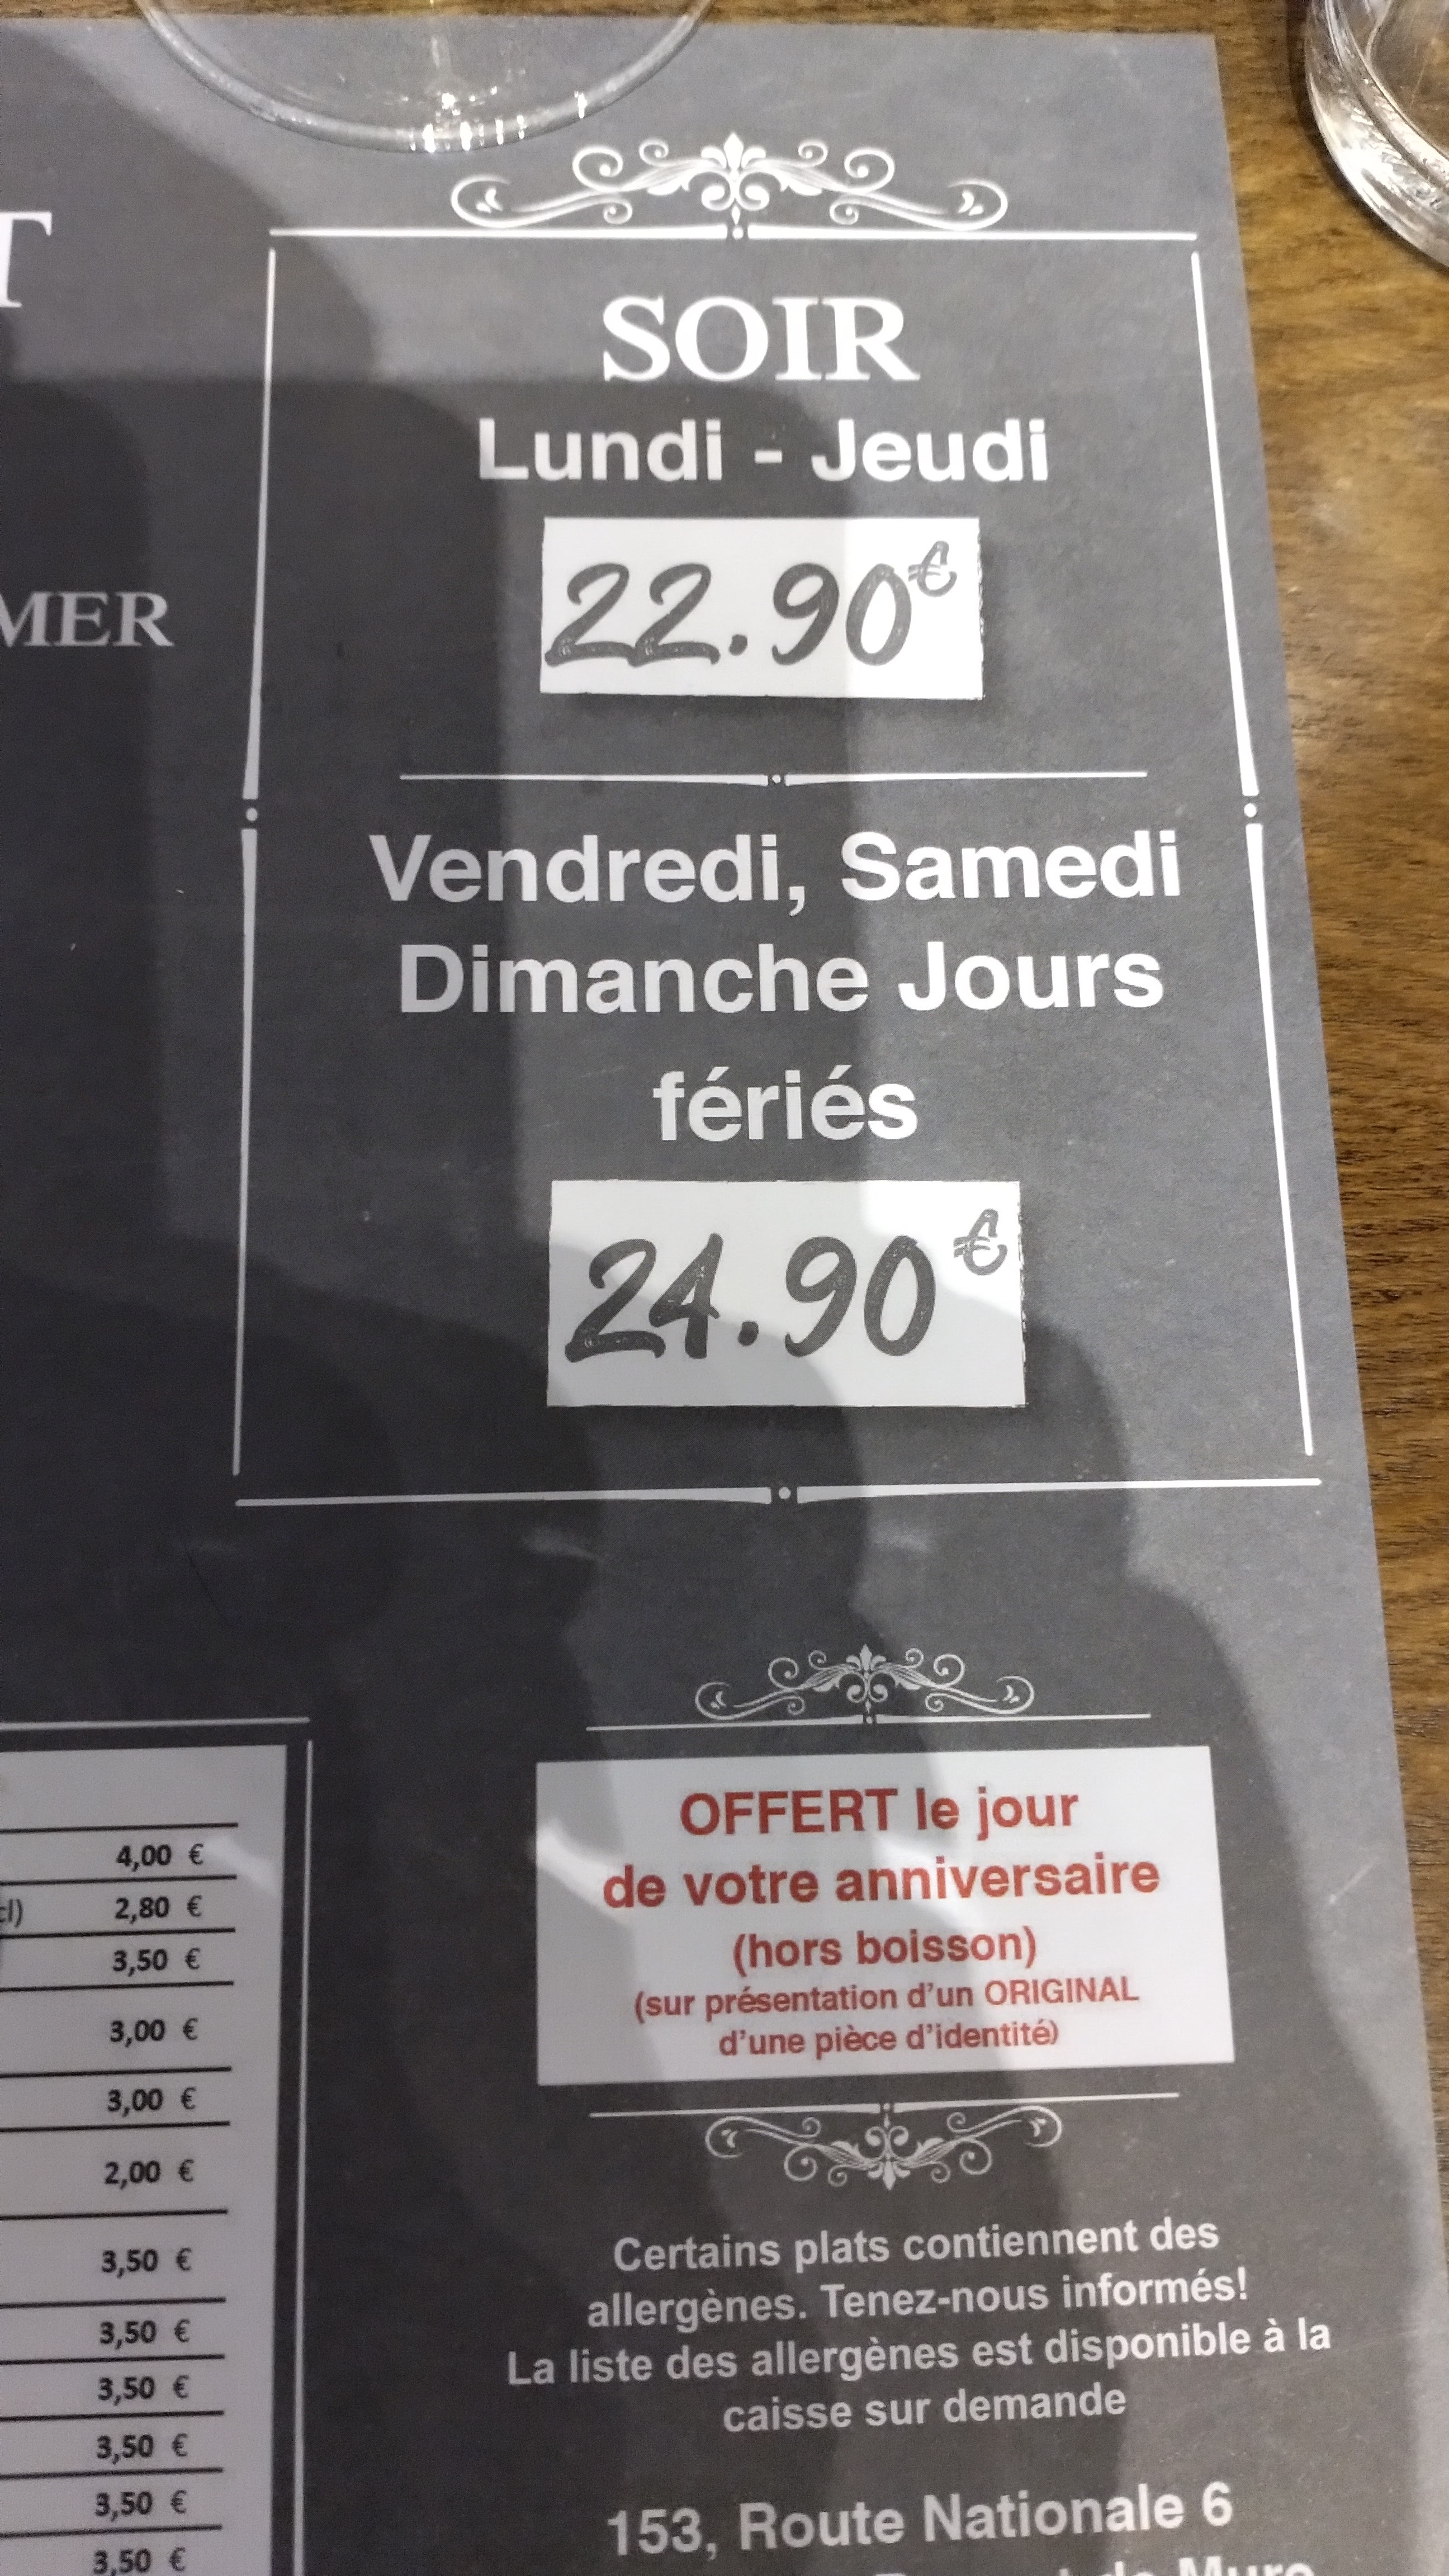 T
MER
SOIR
Lundi - Jeudi
22.90€
Vendredi, Samedi
Dimanche Jours
fériés
24.90€
4,00 €
cl) 2,80 €
3,50 €
3,00 €
3,00 €
2,00 €
3,50 €
3,50 €
3,50 €
3,50 €
3,50 €
3,50 €
OFFERT le jour
de votre anniversaire
(hors boisson)
(sur présentation d'un ORIGINAL
d'une pièce d'identité)
Certains plats contiennent des
allergènes. Tenez-nous informés!
La liste des allergènes est disponible à la
caisse sur demande
153, Route Nationale 6
de Mure